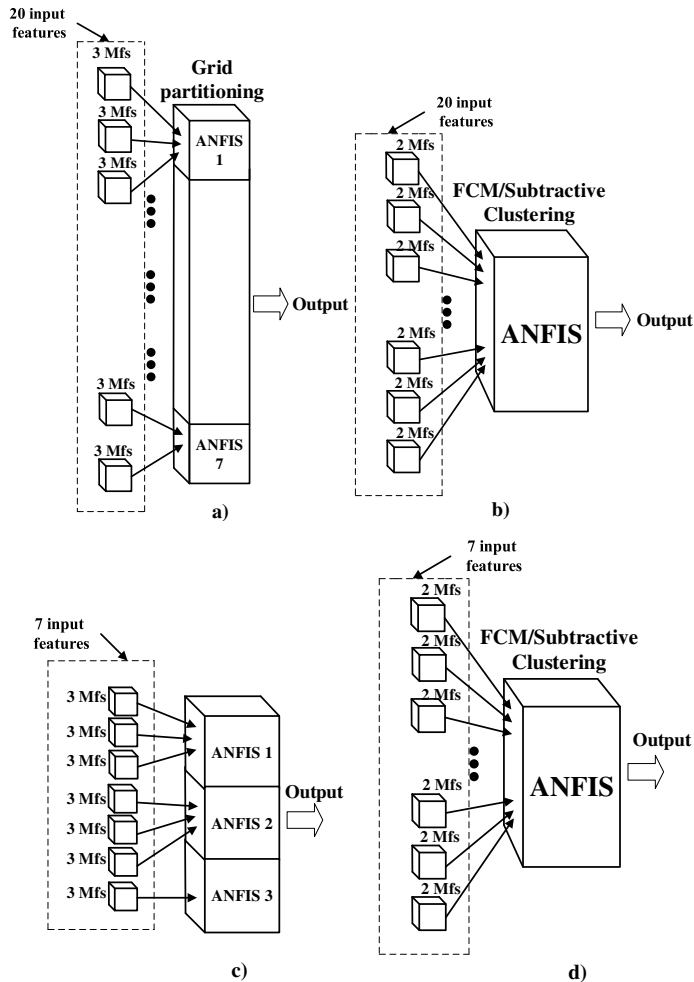 20 input
features
3 Mfs
3 Mfs
3 Mfs
3 Mfs
3 Mfs
Grid
partitioning
ANFIS
1
ANFIS
7
Output
a)
20 input
features
2 Mfs
2 Mfs
2 Mfs
2 Mfs
2 Mfs
2 Mfs
FCM/Subtractive
Clustering
ANFIS
Output
b)
7 input
features
3 Mfs
3 Mfs
3 Mfs
3 Mfs
3 Mfs
3 Mfs
3 Mfs
ANFIS 1
ANFIS 2
ANFIS 3
Output
c)
7 input
features
2 Mfs
2 Mfs
2 Mfs
2 Mfs
2 Mfs
2 Mfs
FCM/Subtractive
Clustering
ANFIS
Output
d)